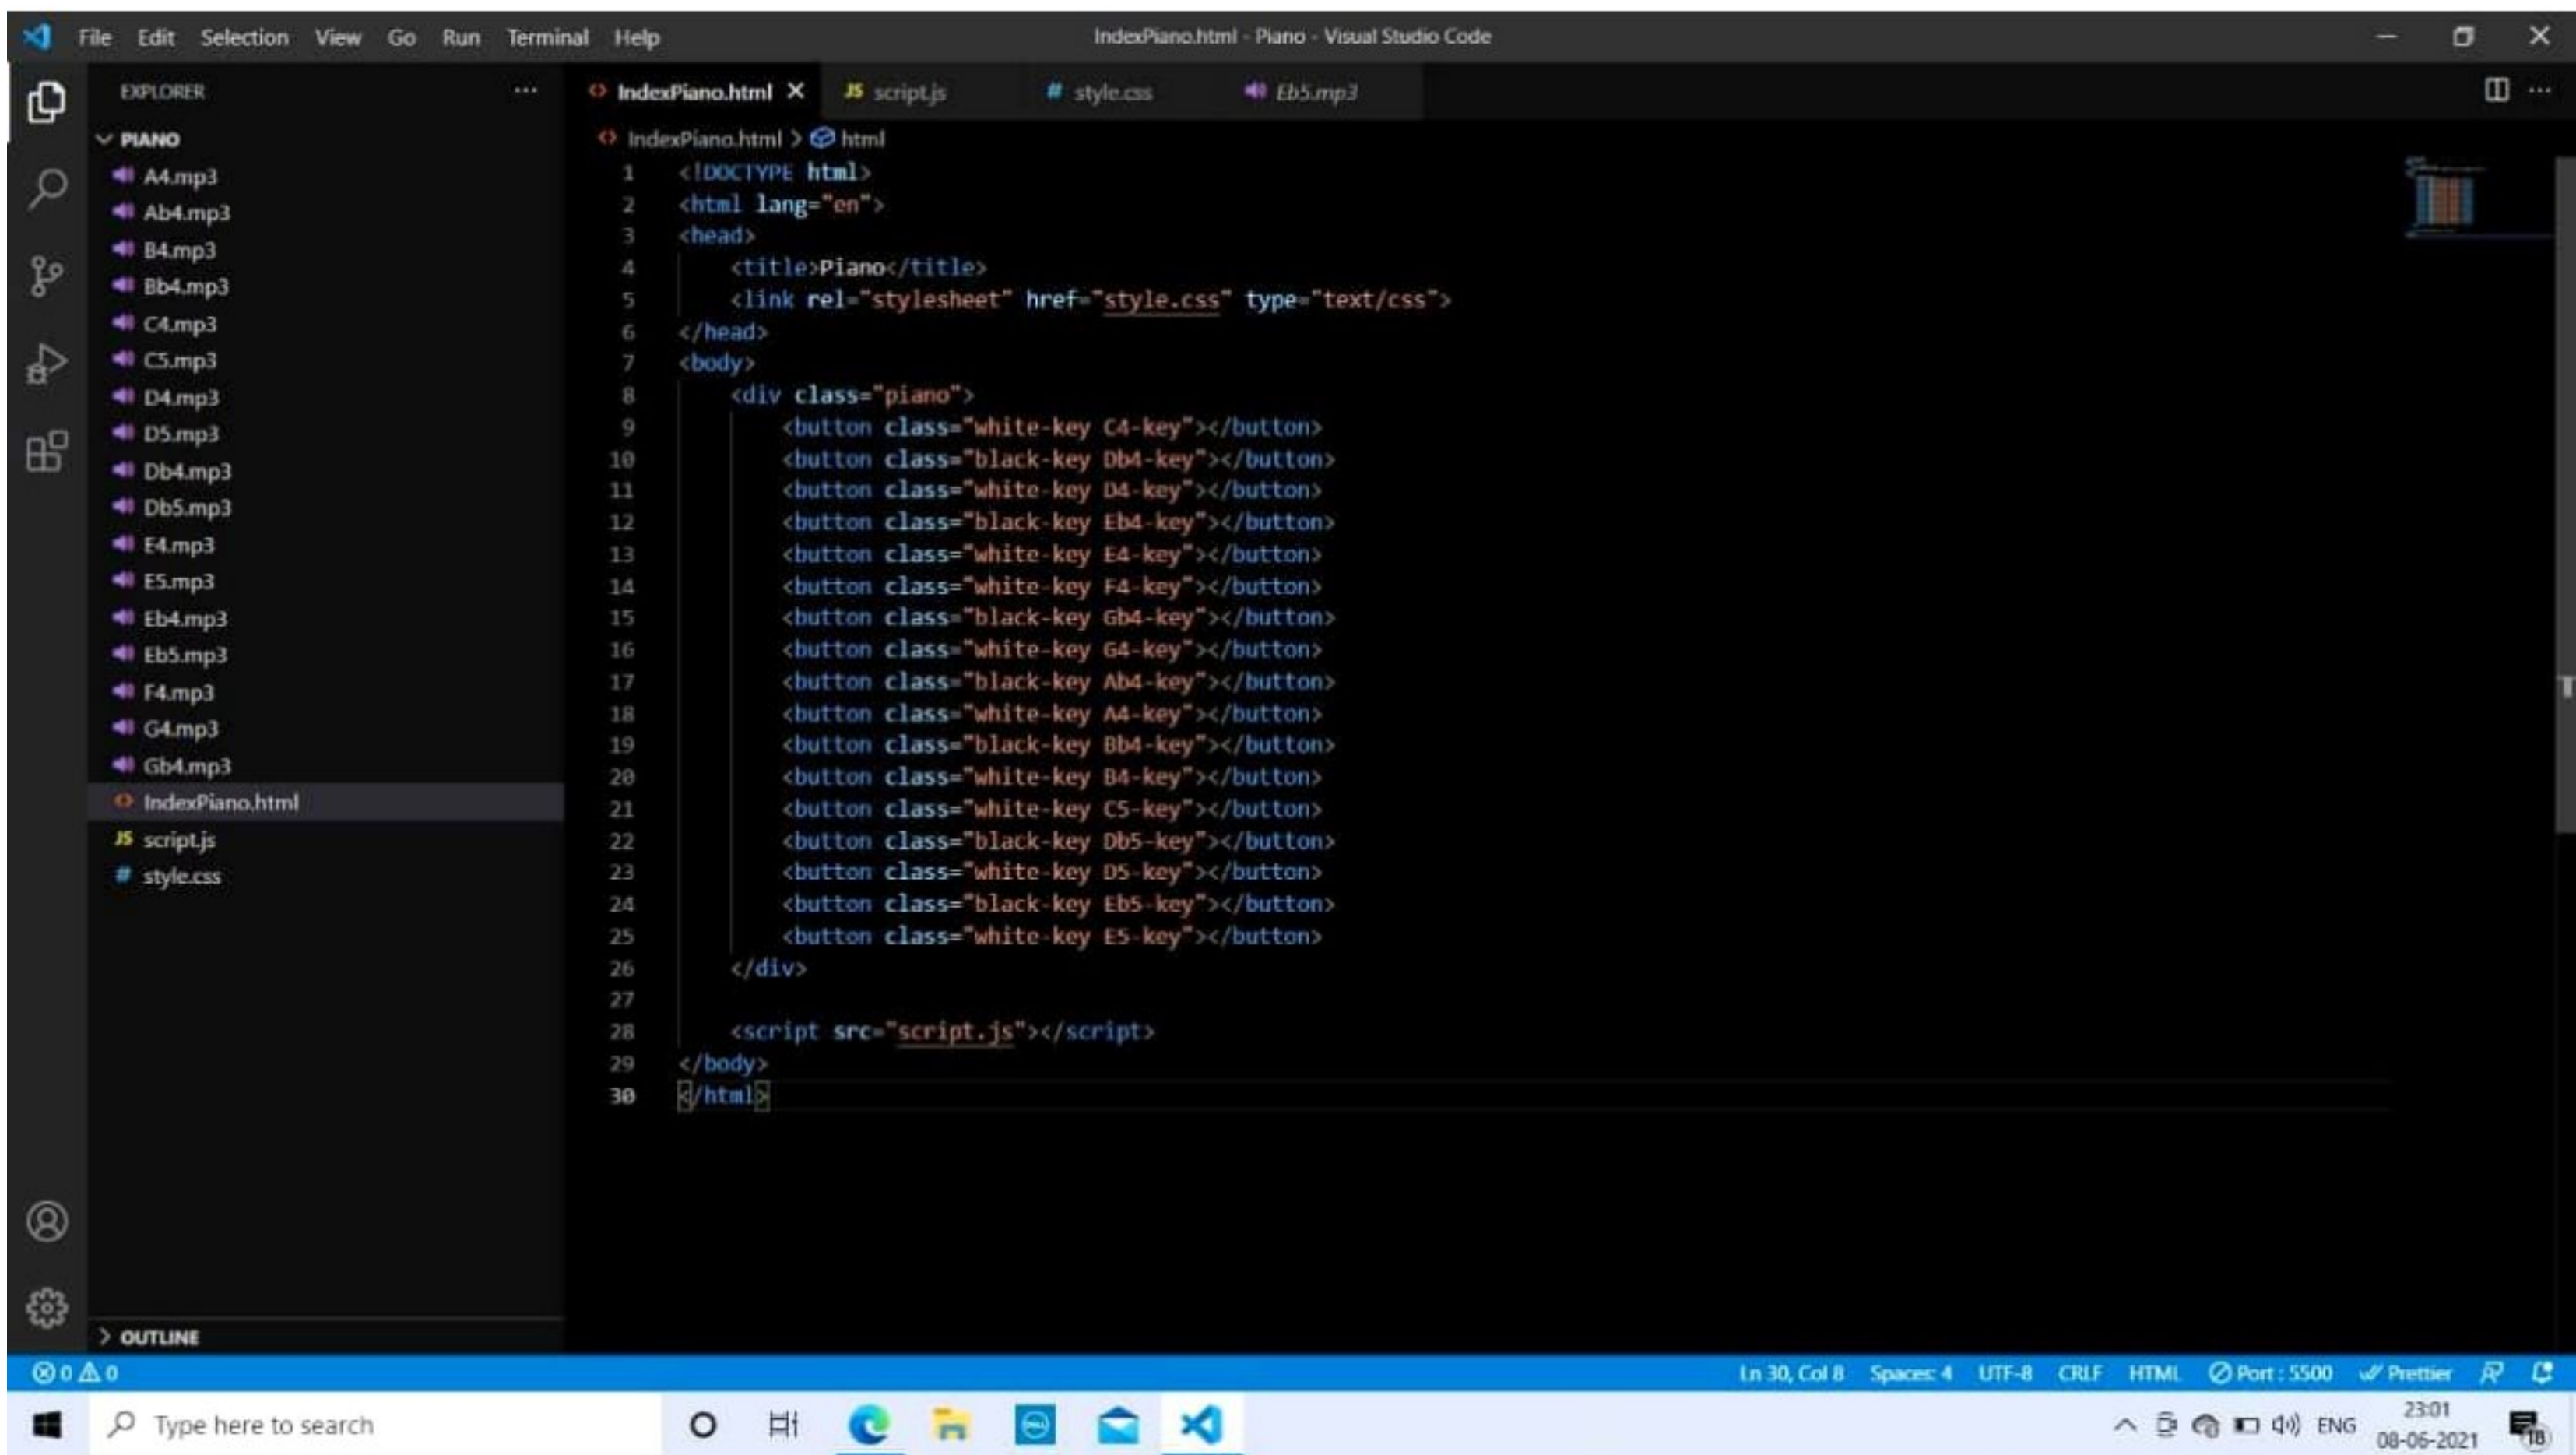 File Edit Selection View Go Run Terminal Help
IndexPiano.html - Piano - Visual Studio Code
EXPLORER
PIANO
A4.mp3
Ab4.mp3
B4.mp3
Bb4.mp3
C4.mp3
C5.mp3
D4.mp3
D5.mp3
Db4.mp3
Db5.mp3
E4.mp3
E5.mp3
Eb4.mp3
Eb5.mp3
F4.mp3
G4.mp3
Gb4.mp3
IndexPiano.html
JS script.js
# style.css
OUTLINE
IndexPiano.html JS script.js # style.css Eb5.mp3
IndexPiano.html > html
1 <!DOCTYPE html>
2 <html lang="en">
3 <head>
4 <title>Piano</title>
5 <link rel="stylesheet" href="style.css" type="text/css">
6 </head>
7 <body>
8 <div class="piano">
9 <button class="white-key C4-key"></button>
10 <button class="black-key Db4-key"></button>
11 <button class="white-key D4-key"></button>
12 <button class="black-key Eb4-key"></button>
13 <button class="white-key E4-key"></button>
14 <button class="white-key F4-key"></button>
15 <button class="black-key Gb4-key"></button>
16 <button class="white-key G4-key"></button>
17 <button class="black-key Ab4-key"></button>
18 <button class="white-key A4-key"></button>
19 <button class="black-key Bb4-key"></button>
20 <button class="white-key B4-key"></button>
21 <button class="white-key C5-key"></button>
22 <button class="black-key Db5-key"></button>
23 <button class="white-key D5-key"></button>
24 <button class="black-key Eb5-key"></button>
25 <button class="white-key E5-key"></button>
26 </div>
27
28 <script src="script.js"></script>
29 </body>
30 </html>
0 0
Ln 30, Col 8 Spaces: 4 UTF-8 CRLF HTML Port : 5500 Prettier
Type here to search
DELL
ENG
23:01
08-06-2021
18